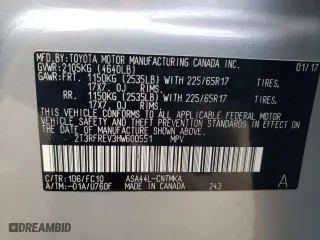 MFD. BY:TOYOTA MOTOR MANUFACTURING CANADA INC.
GVWR:2105KG (4640LB) 01/17
GAWR:FRT. 1150KG (2535LB) WITH 225/65R17 TIRES,
17X7.0J RIMS, AT
RR. 1150KG (2535LB) WITH 225/65R17 TIRES,
17X7.0J RIMS, AT
THIS VEHICLE CONFORMS TO ALL APPLICABLE FEDERAL MOTOR
VEHICLE SAFETY AND THEFT PREVENTION STANDARDS IN EFFECT
ON THE DATE OF MANUFACTURE SHOWN ABOVE.
2T3RFREV3HW600551 MPV
C/TR:1D6/FC10 ASA44L-CNTMKA
A/TM:-01A/U760F MADE IN CANADA 243 A
DEALERCENTER